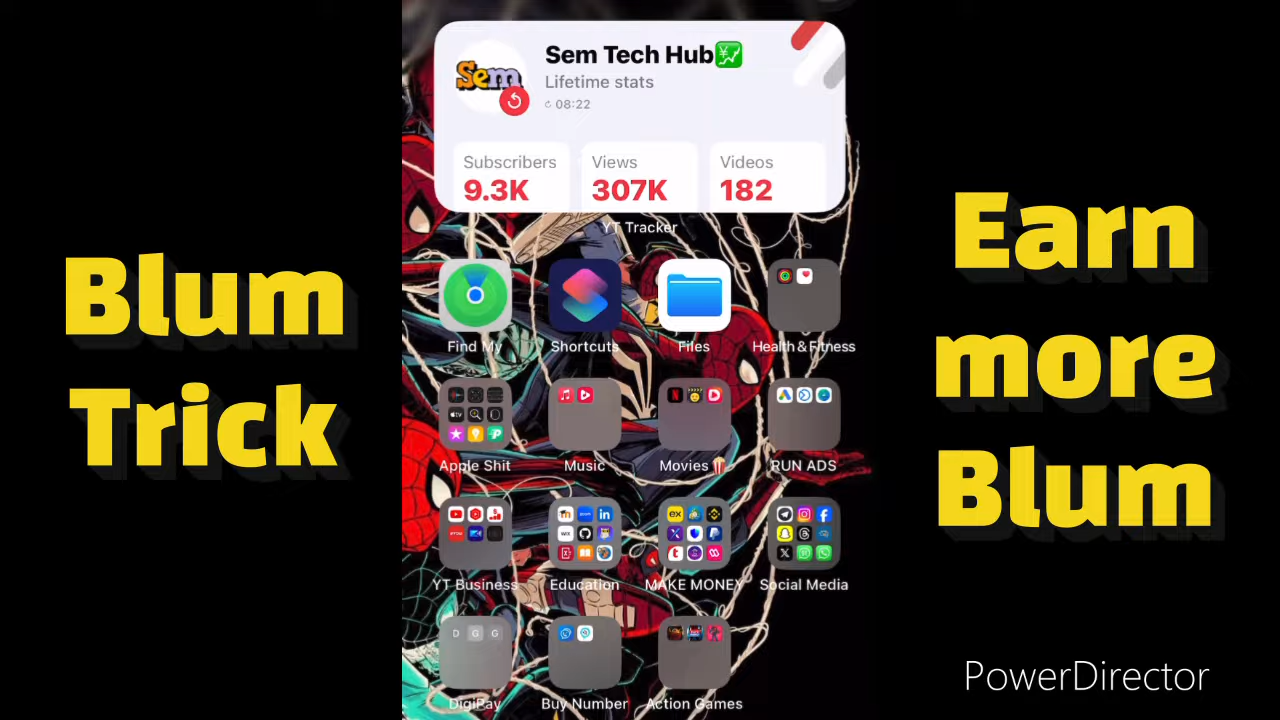 Blum
Trick
Sem
Sem Tech Hub
Lifetime stats
08:22
Subscribers
9.3K
Views
307K
Videos
182
YT Tracker
Find My
Shortcuts
Files
Health & Fitness
Apple Shit
Music
Movies🍿
RUN ADS
YT Business
Education
MAKE MONEY
Social Media
D G G
DigiPay
Buy Number
Action Games
Earn
more
Blum
PowerDirector